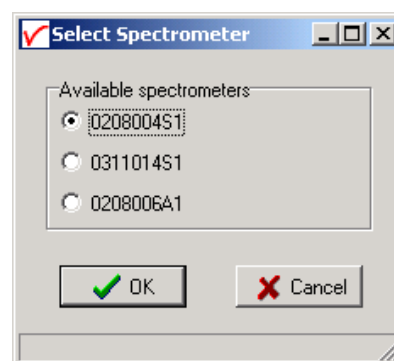 Select Spectrometer
Available spectrometers
0208004S1
0311014S1
0208006A1
OK
Cancel